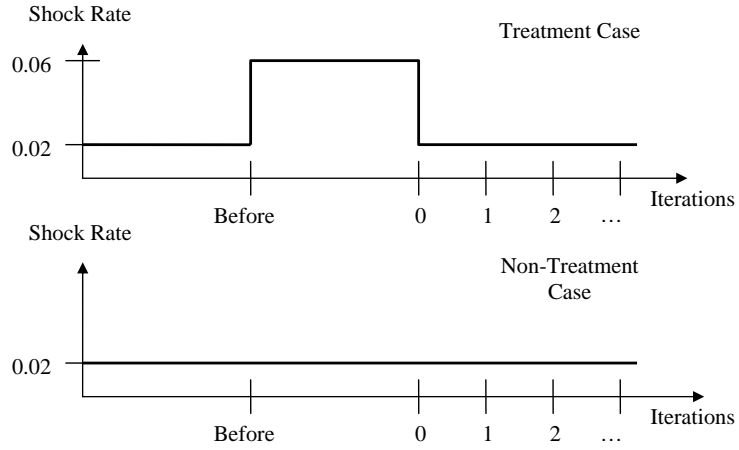 Shock Rate
Treatment Case
0.06
0.02
Iterations
Before 0 1 2 …
Shock Rate
Non-Treatment
Case
0.02
Iterations
Before 0 1 2 …